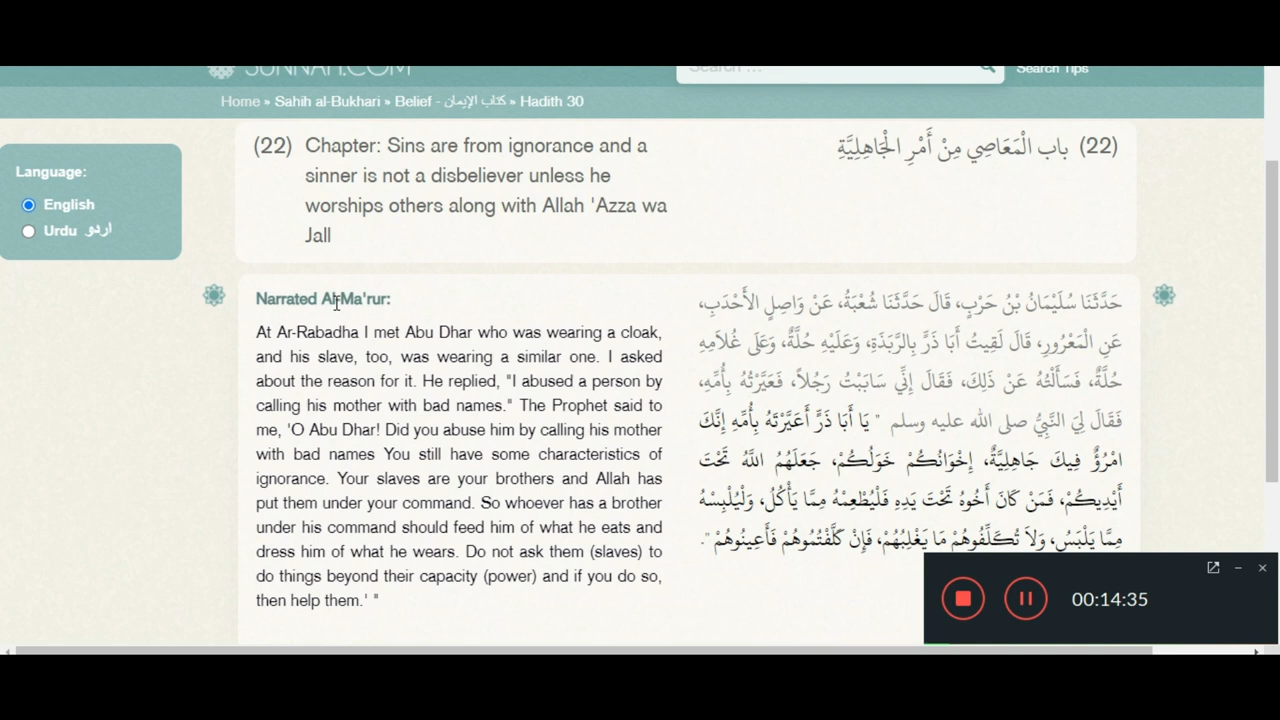 SUNNAH.COM
Search ...
Search Tips
Home » Sahih al-Bukhari » Belief - كتاب الإيمان » Hadith 30
Language:
English
Urdu اردو
(22) Chapter: Sins are from ignorance and a
sinner is not a disbeliever unless he
worships others along with Allah 'Azza wa
Jall
(22) باب الْمَعَاصِي مِنْ أَمْرِ الْجَاهِلِيَّةِ
Narrated Al-Ma'rur:
At Ar-Rabadha I met Abu Dhar who was wearing a cloak,
and his slave, too, was wearing a similar one. I asked
about the reason for it. He replied, "I abused a person by
calling his mother with bad names." The Prophet said to
me, 'O Abu Dhar! Did you abuse him by calling his mother
with bad names You still have some characteristics of
ignorance. Your slaves are your brothers and Allah has
put them under your command. So whoever has a brother
under his command should feed him of what he eats and
dress him of what he wears. Do not ask them (slaves) to
do things beyond their capacity (power) and if you do so,
then help them.' "
حَدَّثَنَا سُلَيْمَانُ بْنُ حَرْبٍ، قَالَ حَدَّثَنَا شُعْبَةُ، عَنْ وَاصِلٍ الأَحْدَبِ،
عَنِ الْمَعْرُورِ، قَالَ لَقِيتُ أَبَا ذَرٍّ بِالرَّبَذَةِ، وَعَلَيْهِ حُلَّةٌ، وَعَلَى غُلاَمِهِ
حُلَّةٌ، فَسَأَلْتُهُ عَنْ ذَلِكَ، فَقَالَ إِنِّي سَابَبْتُ رَجُلاً، فَعَيَّرْتُهُ بِأُمِّهِ،
فَقَالَ لِيَ النَّبِيُّ صلى الله عليه وسلم " يَا أَبَا ذَرٍّ أَعَيَّرْتَهُ بِأُمِّهِ إِنَّكَ
امْرُؤٌ فِيكَ جَاهِلِيَّةٌ، إِخْوَانُكُمْ خَوَلُكُمْ، جَعَلَهُمُ اللَّهُ تَحْتَ
أَيْدِيكُمْ، فَمَنْ كَانَ أَخُوهُ تَحْتَ يَدِهِ فَلْيُطْعِمْهُ مِمَّا يَأْكُلُ، وَلْيُلْبِسْهُ
مِمَّا يَلْبَسُ، وَلاَ تُكَلِّفُوهُمْ مَا يَغْلِبُهُمْ، فَإِنْ كَلَّفْتُمُوهُمْ فَأَعِينُوهُمْ ".
00:14:35